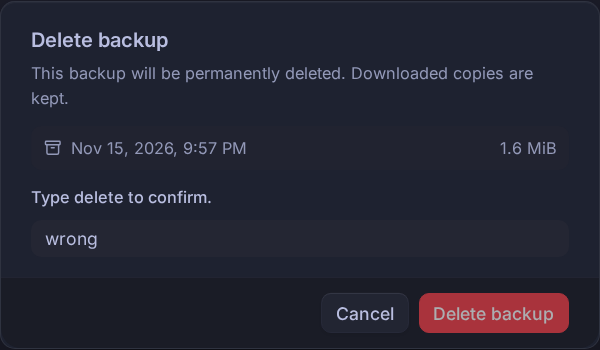 Delete backup
This backup will be permanently deleted. Downloaded copies are
kept.
Nov 15, 2026, 9:57 PM 1.6 MiB
Type delete to confirm.
wrong
Cancel Delete backup